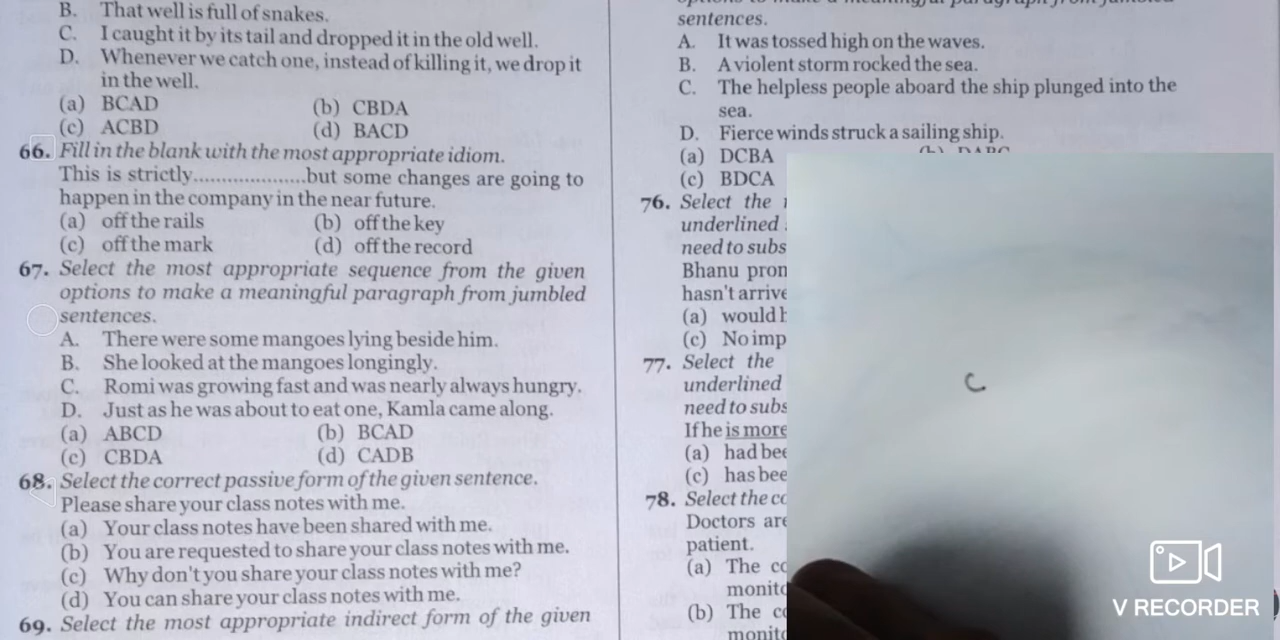 B. That well is full of snakes.
C. I caught it by its tail and dropped it in the old well.
D. Whenever we catch one, instead of killing it, we drop it
in the well.
(a) BCAD (b) CBDA
(c) ACBD (d) BACD
66. Fill in the blank with the most appropriate idiom.
This is strictly....................but some changes are going to
happen in the company in the near future.
(a) off the rails (b) off the key
(c) off the mark (d) off the record
67. Select the most appropriate sequence from the given
options to make a meaningful paragraph from jumbled
sentences.
A. There were some mangoes lying beside him.
B. She looked at the mangoes longingly.
C. Romi was growing fast and was nearly always hungry.
D. Just as he was about to eat one, Kamla came along.
(a) ABCD (b) BCAD
(c) CBDA (d) CADB
68. Select the correct passive form of the given sentence.
Please share your class notes with me.
(a) Your class notes have been shared with me.
(b) You are requested to share your class notes with me.
(c) Why don't you share your class notes with me?
(d) You can share your class notes with me.
69. Select the most appropriate indirect form of the given
sentences.
A. It was tossed high on the waves.
B. A violent storm rocked the sea.
C. The helpless people aboard the ship plunged into the
sea.
D. Fierce winds struck a sailing ship.
(a) DCBA
(c) BDCA
76. Select the
underlined
need to subs
Bhanu pron
hasn't arrive
(a) would h
(c) No imp
77. Select the
underlined
need to subs
If he is more
(a) had bee
(c) has bee
78. Select the co
Doctors are
patient.
(a) The co
monito
(b) The co
monito
C
V RECORDER